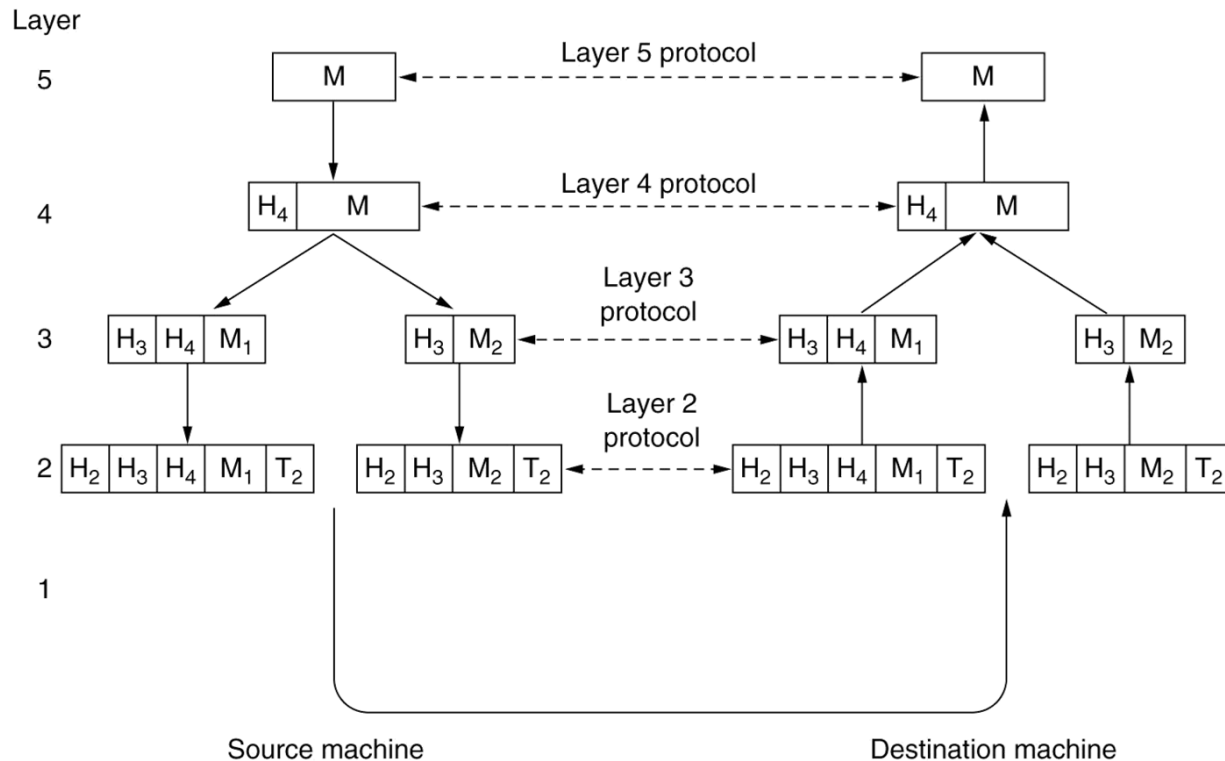 Layer
5 M Layer 5 protocol M
4 H₄ M Layer 4 protocol H₄ M
Layer 3
protocol
3 H₃ H₄ M₁ H₃ M₂ H₃ H₄ M₁ H₃ M₂
Layer 2
protocol
2 H₂ H₃ H₄ M₁ T₂ H₂ H₃ M₂ T₂ H₂ H₃ H₄ M₁ T₂ H₂ H₃ M₂ T₂
1
Source machine Destination machine